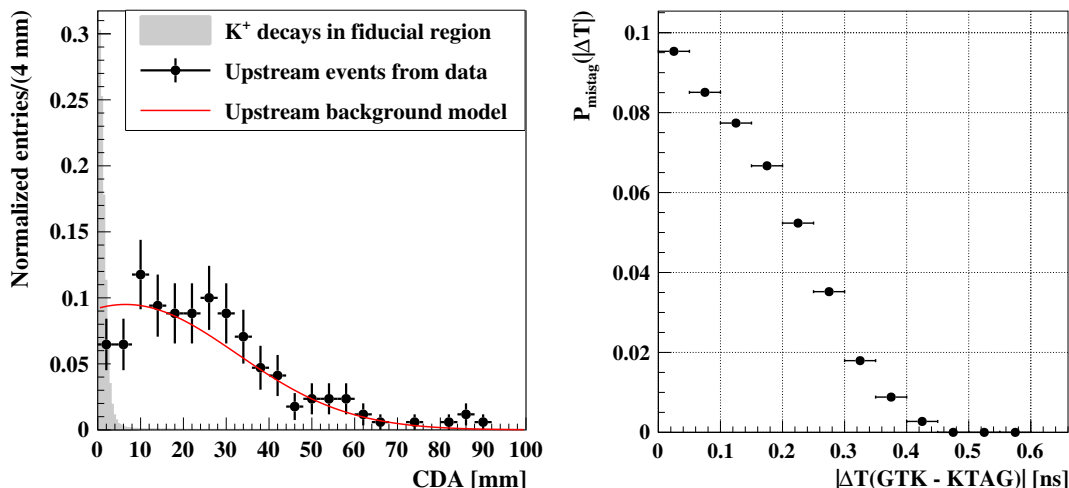 Normalized entries/(4 mm)
0.3
0.25
0.2
0.15
0.1
0.05
0
K⁺ decays in fiducial region
Upstream events from data
Upstream background model
0 10 20 30 40 50 60 70 80 90 100
CDA [mm]
P_mistag(|ΔT|)
0.1
0.08
0.06
0.04
0.02
0
0 0.1 0.2 0.3 0.4 0.5 0.6
|ΔT(GTK - KTAG)| [ns]